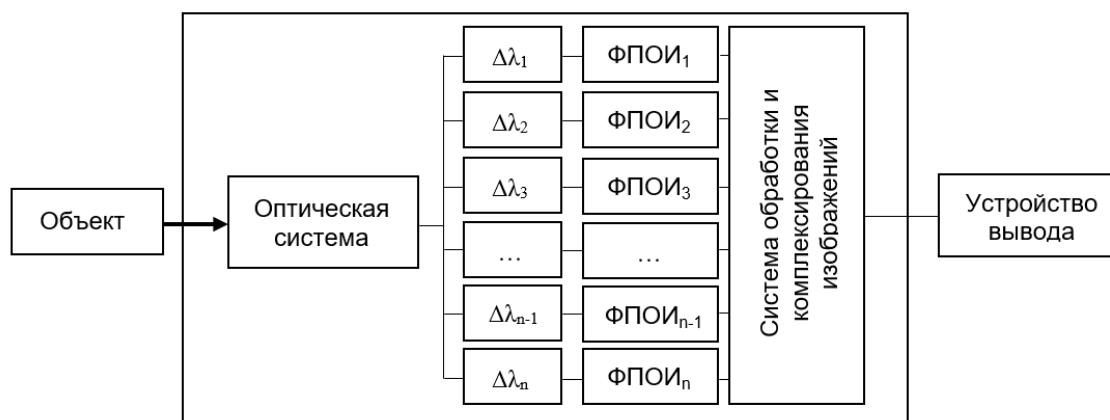 Объект
Оптическая
система
Δλ₁
ФПОИ₁
Δλ₂
ФПОИ₂
Δλ₃
ФПОИ₃
...
...
Δλₙ₋₁
ФПОИₙ₋₁
Δλₙ
ФПОИₙ
Система обработки и
комплексирования
изображений
Устройство
вывода